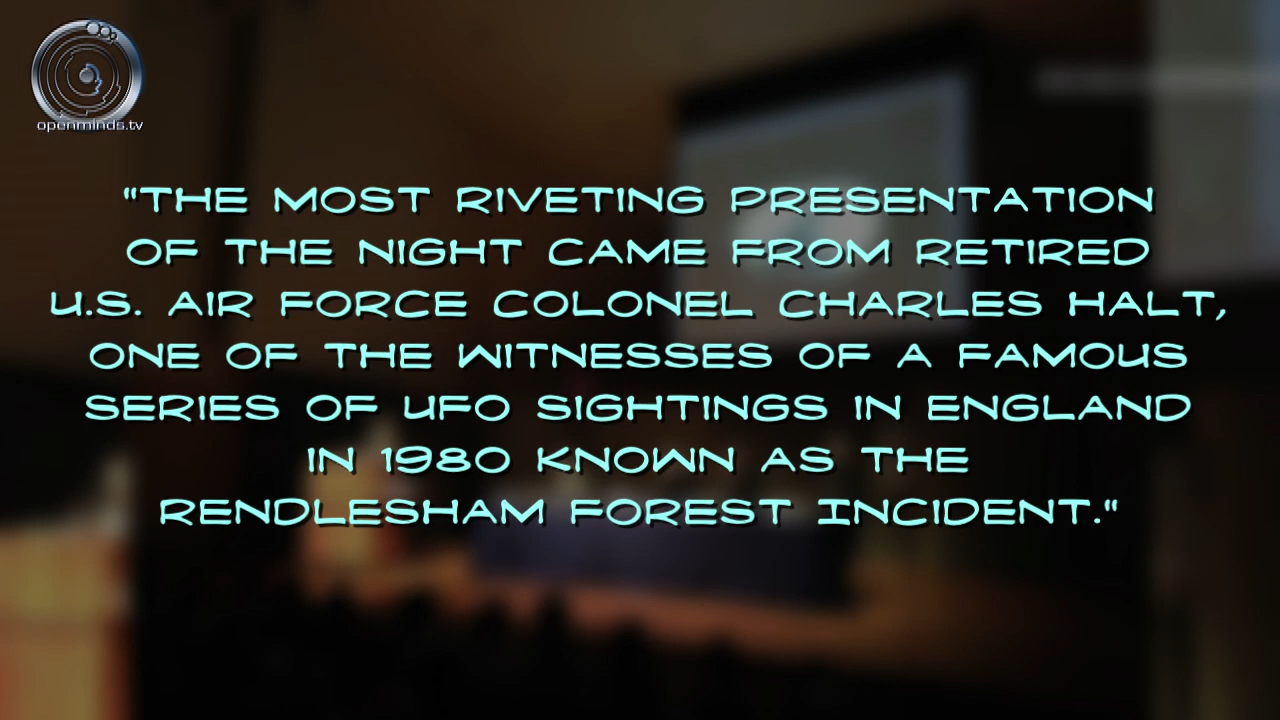 openminds.tv
"THE MOST RIVETING PRESENTATION
OF THE NIGHT CAME FROM RETIRED
U.S. AIR FORCE COLONEL CHARLES HALT,
ONE OF THE WITNESSES OF A FAMOUS
SERIES OF UFO SIGHTINGS IN ENGLAND
IN 1980 KNOWN AS THE
RENDLESHAM FOREST INCIDENT."